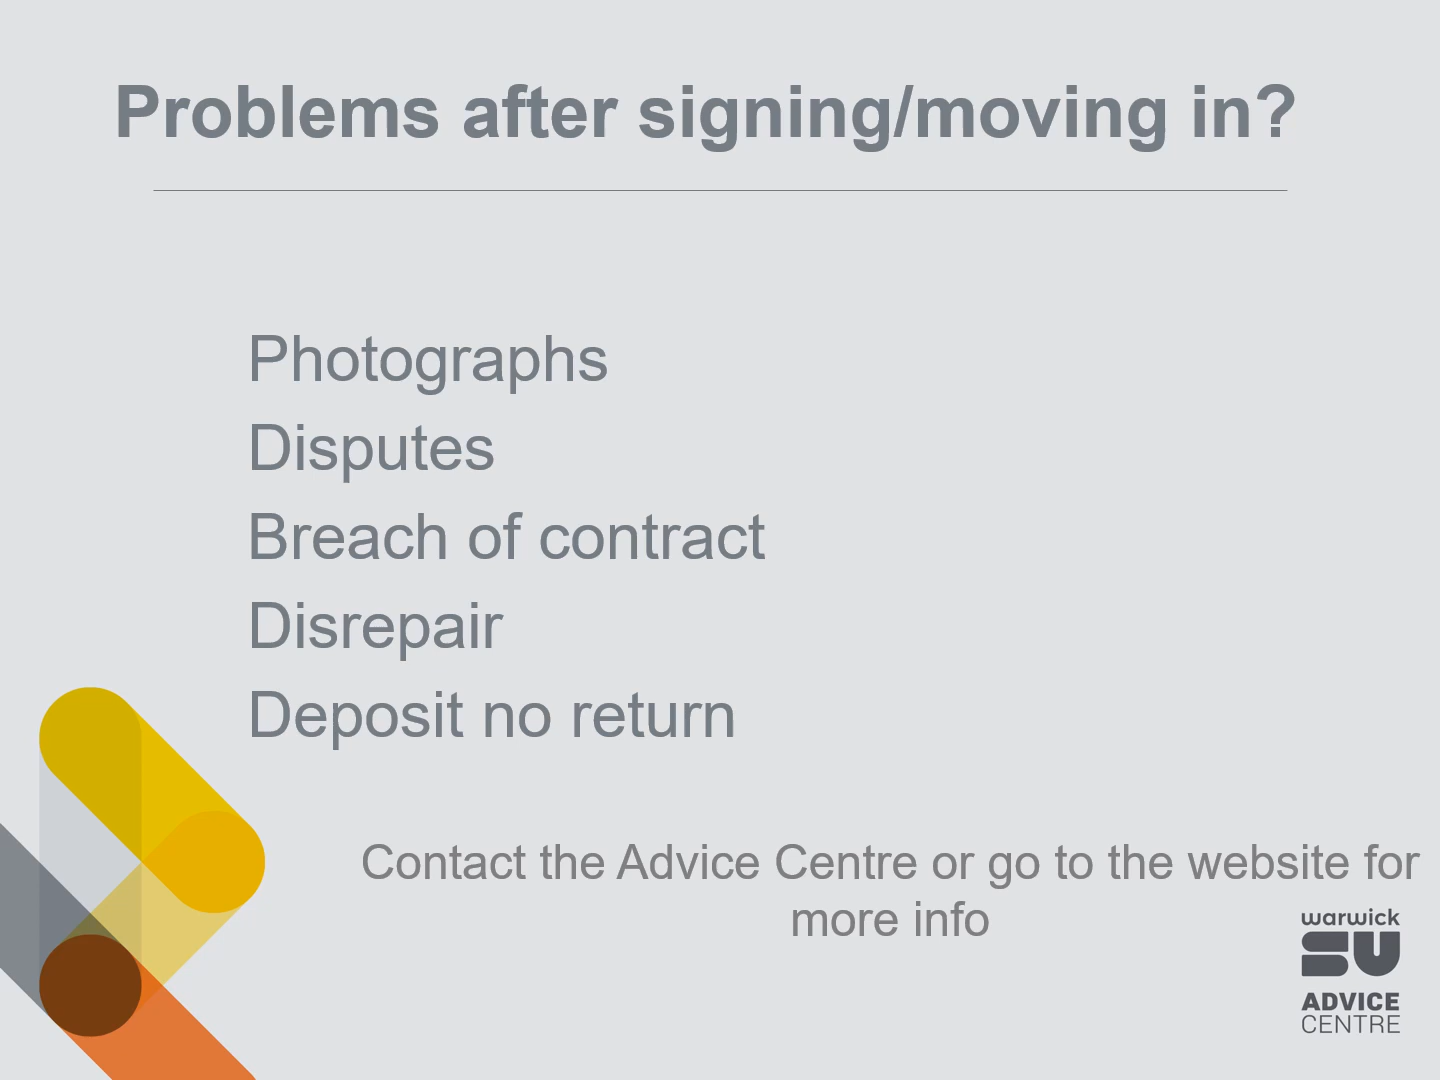 Problems after signing/moving in?
Photographs
Disputes
Breach of contract
Disrepair
Deposit no return
Contact the Advice Centre or go to the website for
more info
warwick
SU
ADVICE
CENTRE